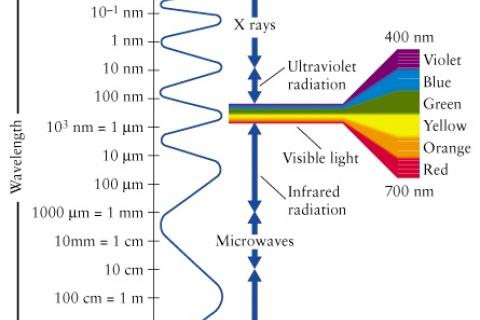 Wavelength
10⁻¹ nm
1 nm
10 nm
100 nm
10³ nm = 1 µm
10 µm
100 µm
1000 µm = 1 mm
10mm = 1 cm
10 cm
100 cm = 1 m
X rays
Ultraviolet
radiation
Visible light
Infrared
radiation
Microwaves
400 nm
Violet
Blue
Green
Yellow
Orange
Red
700 nm